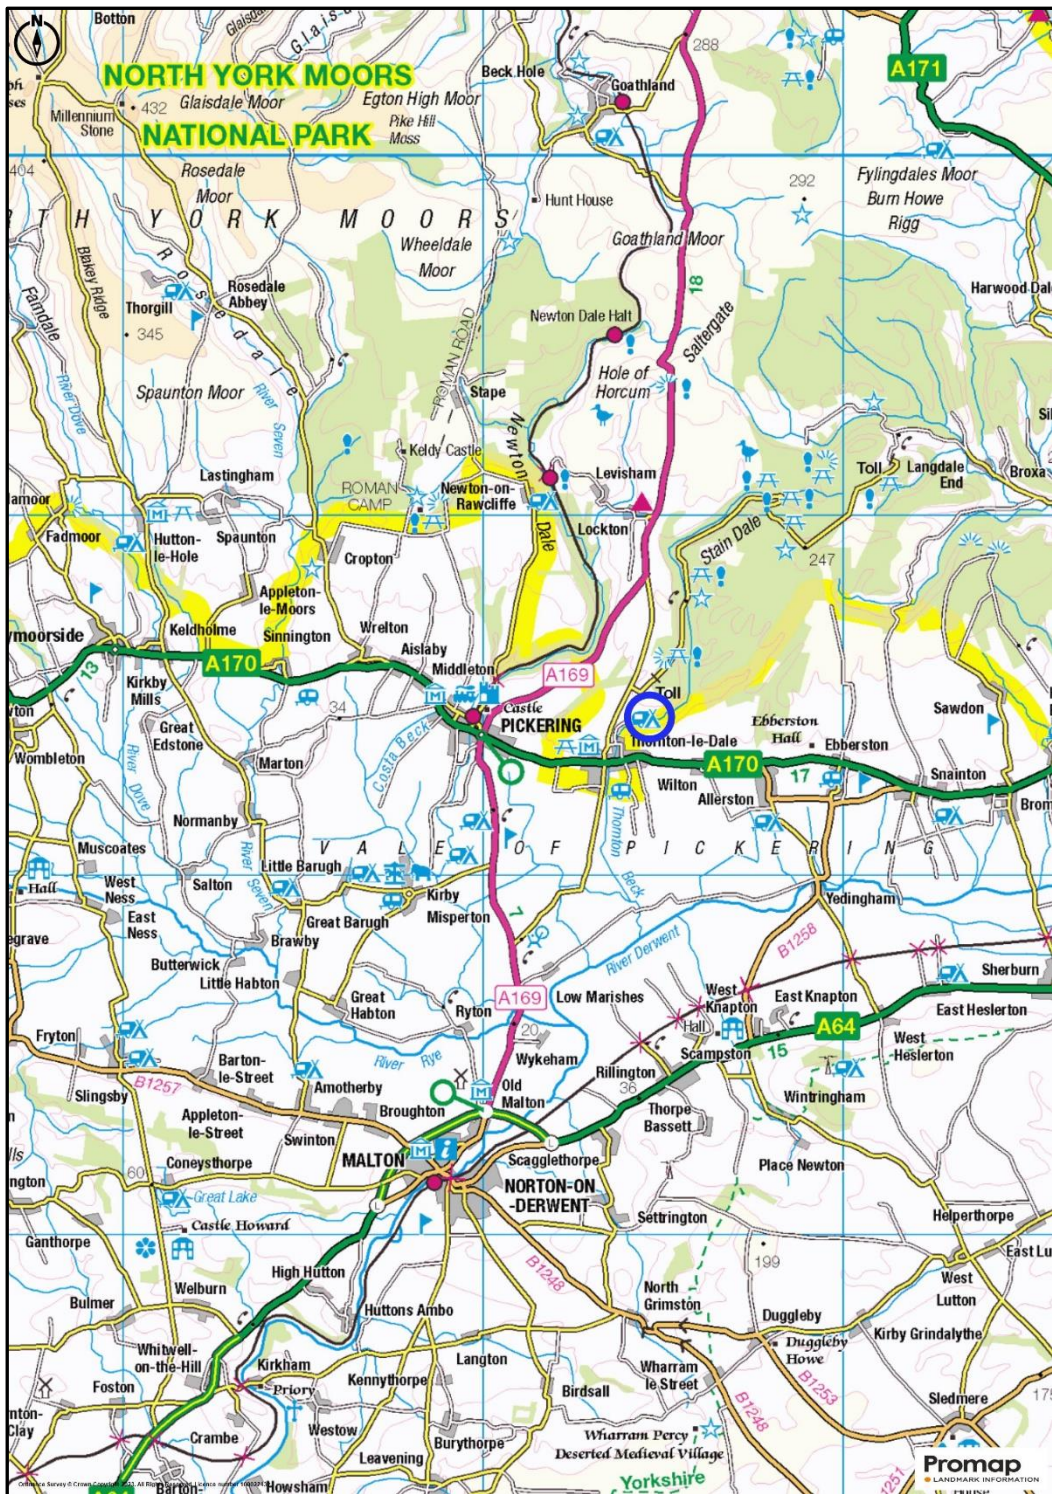 N
Botton
Glaisdale
288
A171
Beck Hole
Goathland
NORTH YORK MOORS
NATIONAL PARK
Glaisdale Moor
Egton High Moor
Pike Hill
Moss
432
Millennium
Stone
404
Rosedale
Moor
292
Fylingdales Moor
Burn Howe
Rigg
Hunt House
YORK MOORS
Wheeldale
Moor
Goathland Moor
Blakey Ridge
Farndale
Rosedale
Thorgill
Rosedale
Abbey
Harwood Dale
18
345
Newton Dale Halt
Saltergate
Hole of
Horcum
ROMAN ROAD
Spaunton Moor
River Dove
River
Seven
Stape
Keldy Castle
Newton
Dale
Lastingham
Levisham
Toll
Langdale
End
Broxa
ROMAN
CAMP
Newton-on-
Rawcliffe
Fadmoor
Hutton-
le-Hole
Spaunton
Cropton
Lockton
Stain Dale
247
Appleton-
le-Moors
Keldholme
Sinnington
Wrelton
Aislaby
Middleton
A170
A169
13
Kirkby
Mills
34
Castle
PICKERING
Toll
Thornton-le-Dale
Ebberston
Hall
Ebberston
Sawdon
Great
Edstone
Wombleton
River Dove
Marton
Costa Beck
A170
17
Wilton
Allerston
Snainton
Normanby
Thornton
Beck
VALE OF PICKERING
Muscoates
Hall
West
Ness
East
Ness
Salton
River Seven
Little Barugh
Kirby
Misperton
Great Barugh
Brawby
7
Yedingham
B1258
Butterwick
Little Habton
Great
Habton
River Derwent
A169
Ryton
20
Wykeham
Low Marishes
West
Knapton
Hall
East Knapton
A64
Sherburn
East Heslerton
West
Heslerton
Fryton
Barton-
le-Street
River Rye
Scampston
15
Rillington
36
B1257
Slingsby
Amotherby
Old
Malton
Wintringham
Appleton-
le-Street
Broughton
Swinton
Thorpe
Bassett
Coneysthorpe
60
MALTON
Scagglethorpe
Place Newton
Great Lake
NORTON-ON
-DERWENT
Settrington
Helperthorpe
Castle Howard
Ganthorpe
199
High Hutton
B1248
West
Lutton
Welburn
Bulmer
Huttons Ambo
North
Grimston
Duggleby
Kirby Grindalythe
Whitwell-
on-the-Hill
Duggleby
Howe
Kirkham
Priory
Langton
Kennythorpe
Wharram
le Street
Foston
Birdsall
B1253
B1248
Sledmere
Crambe
Westow
Burythorpe
Wharram Percy
Deserted Medieval Village
Leavening
Howsham
Yorkshire
B1251
Promap
LANDMARK INFORMATION